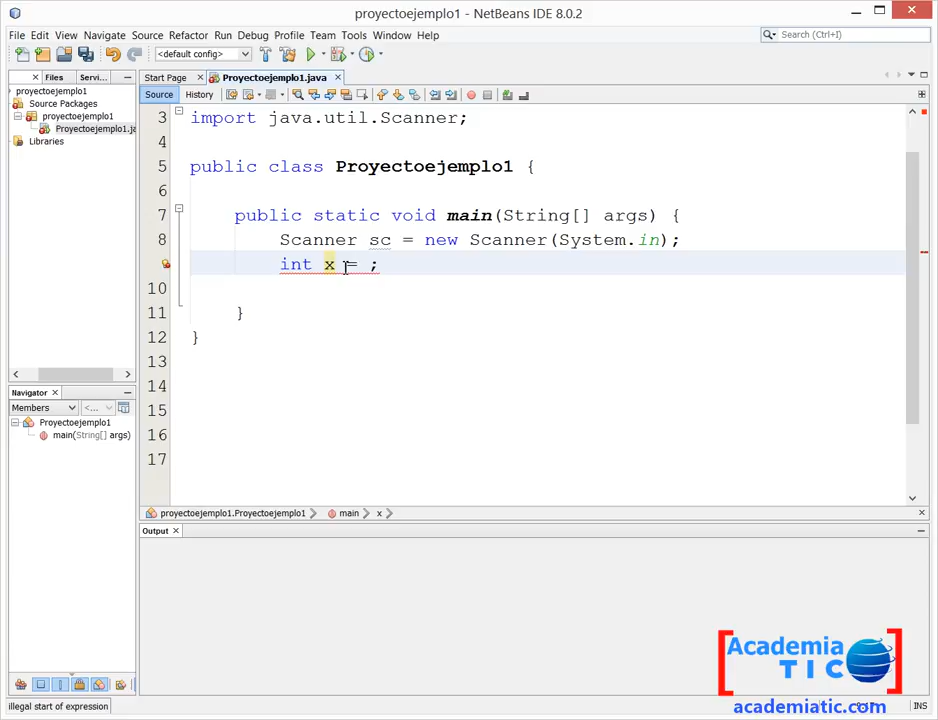 proyectoejemplo1 - NetBeans IDE 8.0.2
File Edit View Navigate Source Refactor Run Debug Profile Team Tools Window Help
Search (Ctrl+I)
<default config>
Files Servi...
Start Page Proyectoejemplo1.java
proyectoejemplo1
Source Packages
proyectoejemplo1
Proyectoejemplo1.ja
Libraries
Source History
3 import java.util.Scanner;
4
5 public class Proyectoejemplo1 {
6
7 public static void main(String[] args) {
8 Scanner sc = new Scanner(System.in);
int x = ;
10
11 }
12 }
13
14
15
16
17
Navigator
Members <...
Proyectoejemplo1
main(String[] args)
proyectoejemplo1.Proyectoejemplo1 main x
Output
[Academia
TIC]
academiatic.com
illegal start of expression
INS